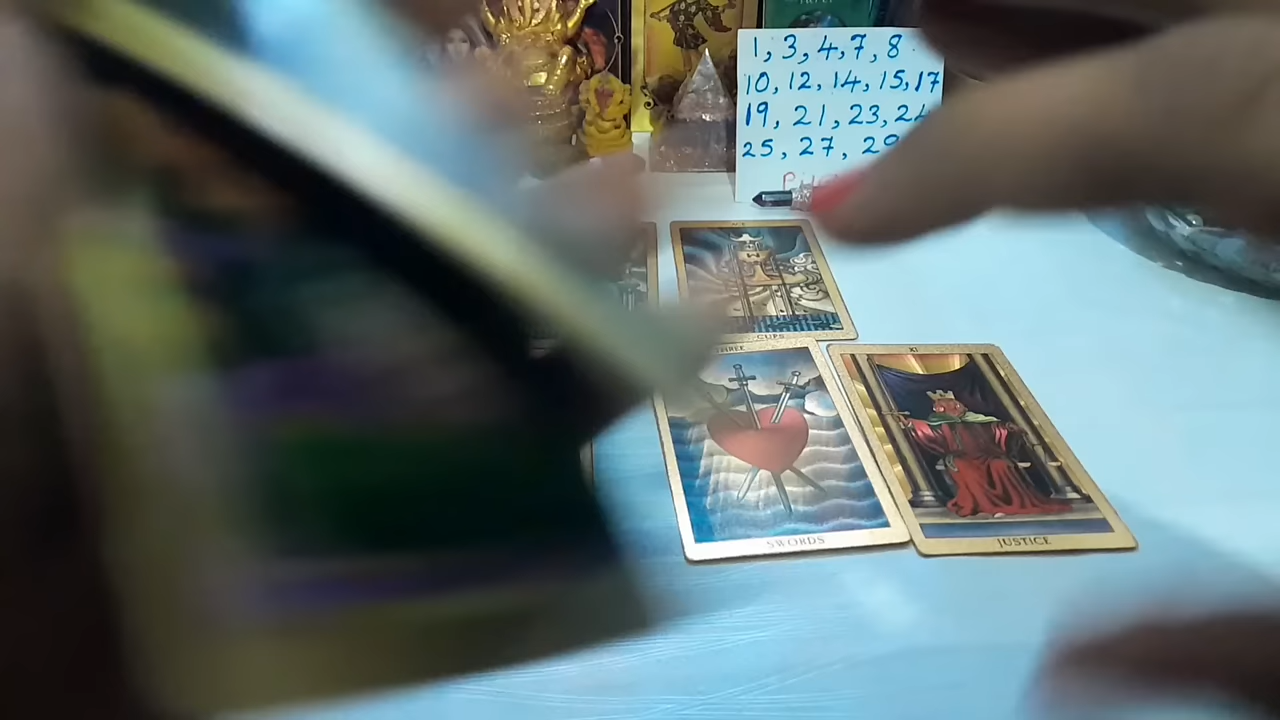 1, 3, 4, 7, 8
10, 12, 14, 15, 17
19, 21, 23,
25, 27,
CUPS
THREE
SWORDS
XI
JUSTICE